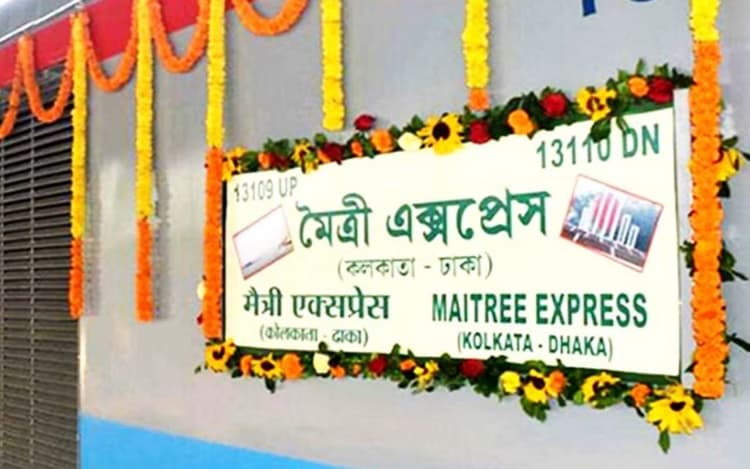 13109 UP
13110 DN
মৈত্রী এক্সপ্রেস
(কলকাতা - ঢাকা)
मैत्री एक्सप्रेस
(कोलकाता - ढाका)
MAITREE EXPRESS
(KOLKATA - DHAKA)